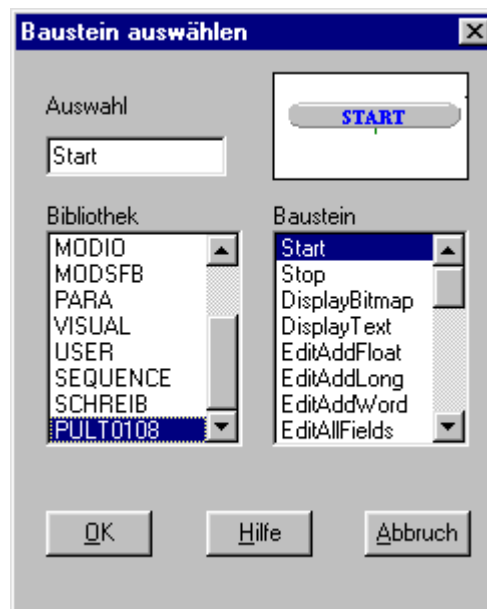 Baustein auswählen
Auswahl
START
Start
Bibliothek
MODIO
MODSFB
PARA
VISUAL
USER
SEQUENCE
SCHREIB
PULT0108
Baustein
Start
Stop
DisplayBitmap
DisplayText
EditAddFloat
EditAddLong
EditAddWord
EditAllFields
OK
Hilfe
Abbruch